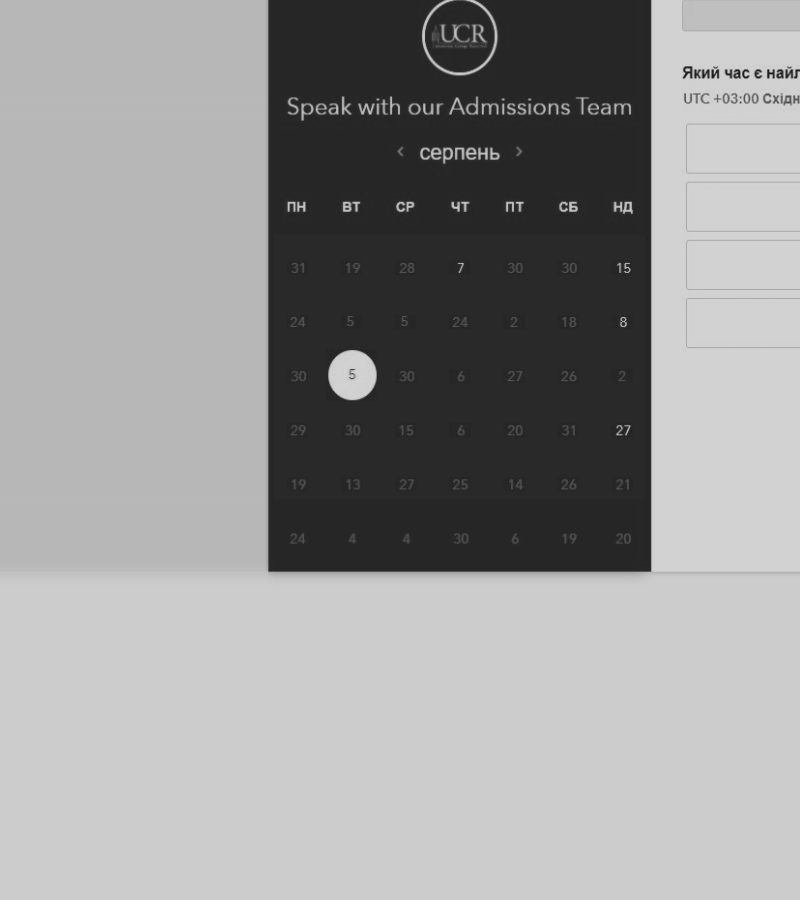 UCR
Speak with our Admissions Team
‹ серпень ›
ПН ВТ СР ЧТ ПТ СБ НД
31 19 28 7 30 30 15
24 5 5 24 2 18 8
30 5 30 6 27 26 2
29 30 15 6 20 31 27
19 13 27 25 14 26 21
24 4 4 30 6 19 20
Який час є найл
UTC +03:00 Східн